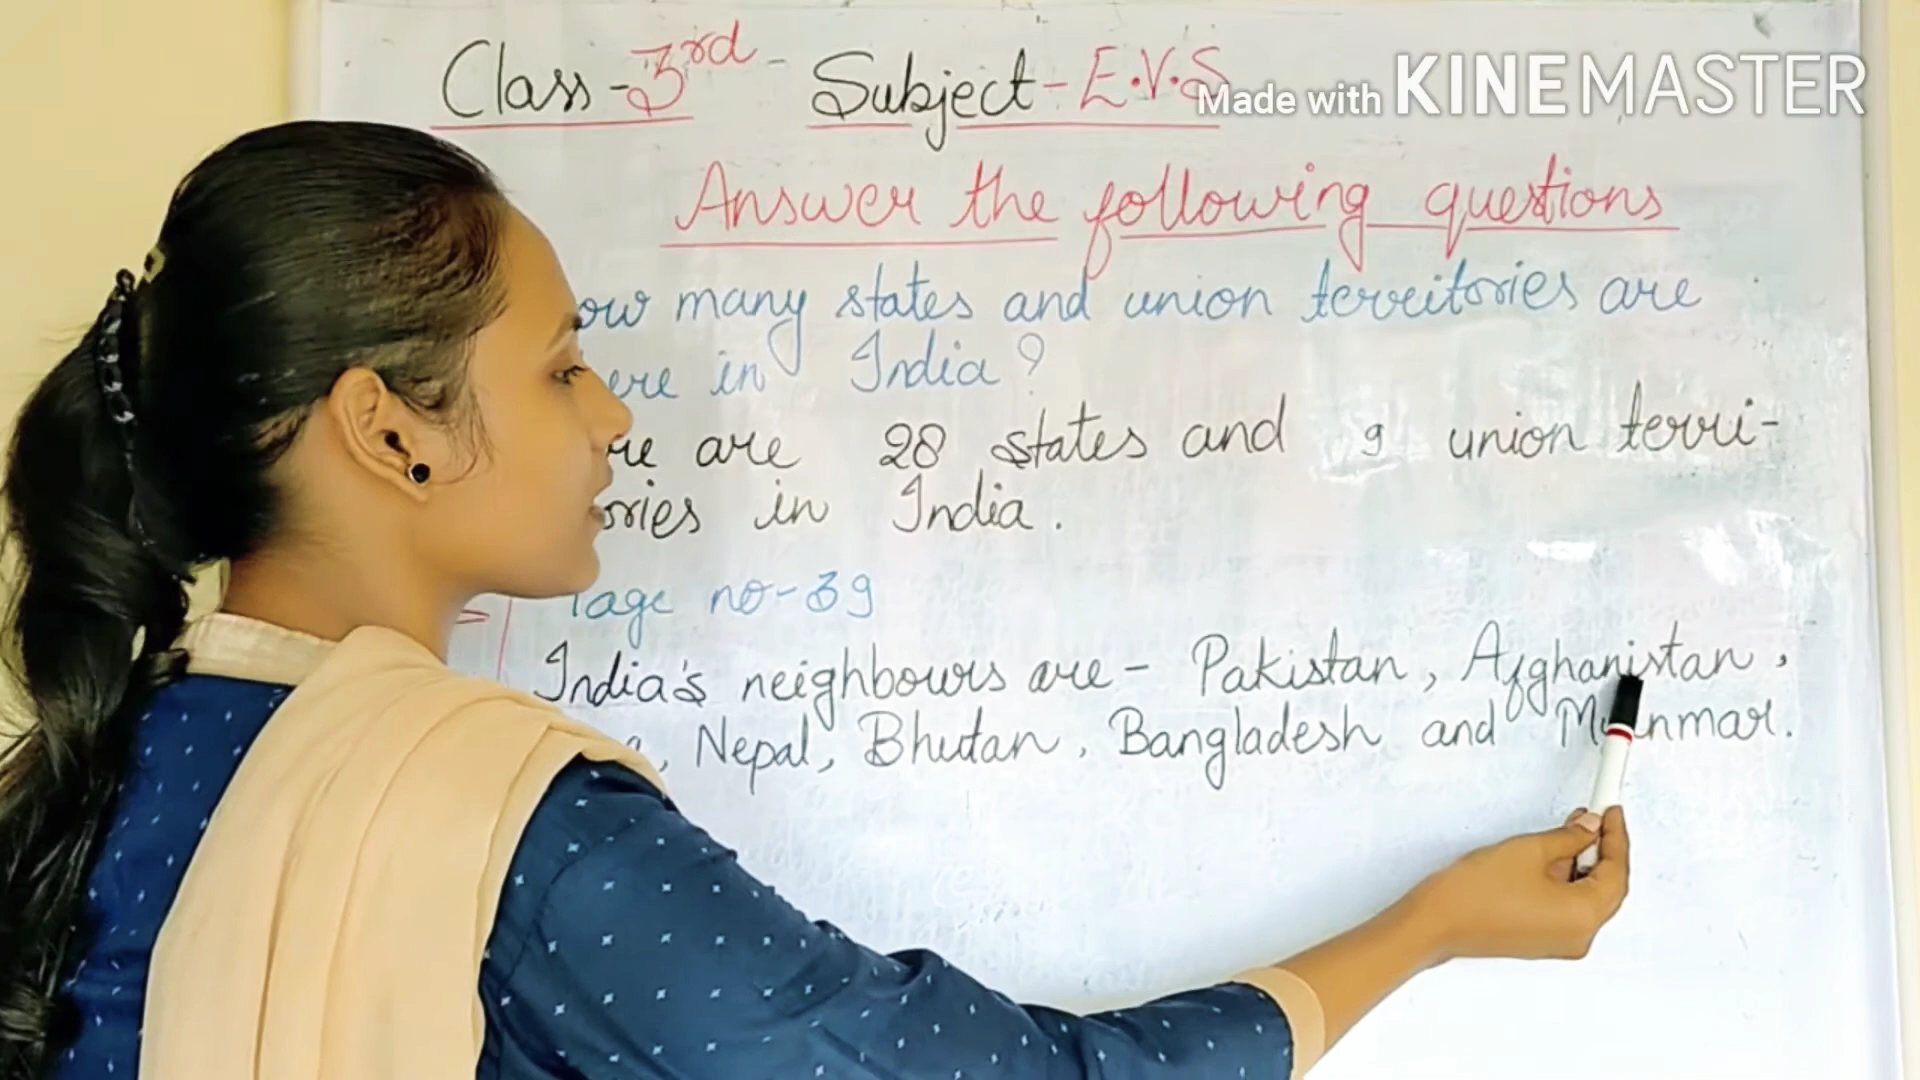 Class - 3rd - Subject - E.V.S
Made with KINEMASTER
Answer the following questions
many states and union territories are
in India?
are 28 states and 9 union terri-
in India.
Page no - 39
India's neighbours are - Pakistan, Afghanistan,
Nepal, Bhutan, Bangladesh and Myanmar.